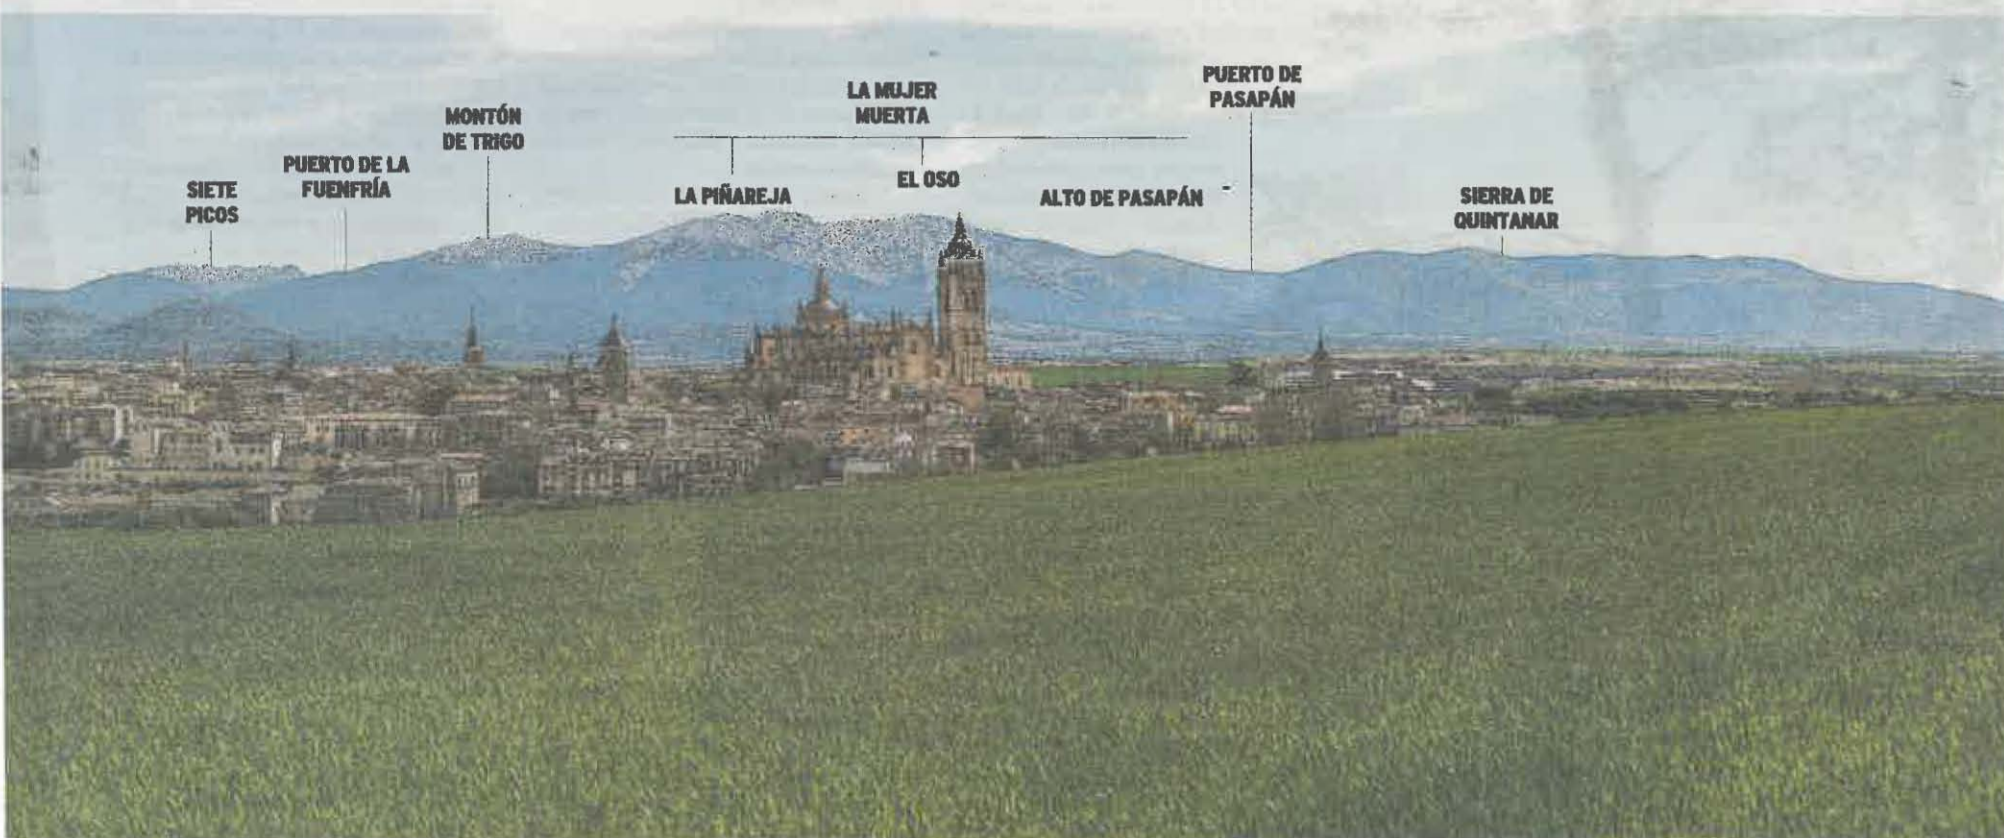 SIETE
PICOS
PUERTO DE LA
FUENFRÍA
MONTÓN
DE TRIGO
LA MUJER
MUERTA
LA PIÑAREJA
EL OSO
ALTO DE PASAPÁN
PUERTO DE
PASAPÁN
SIERRA DE
QUINTANAR